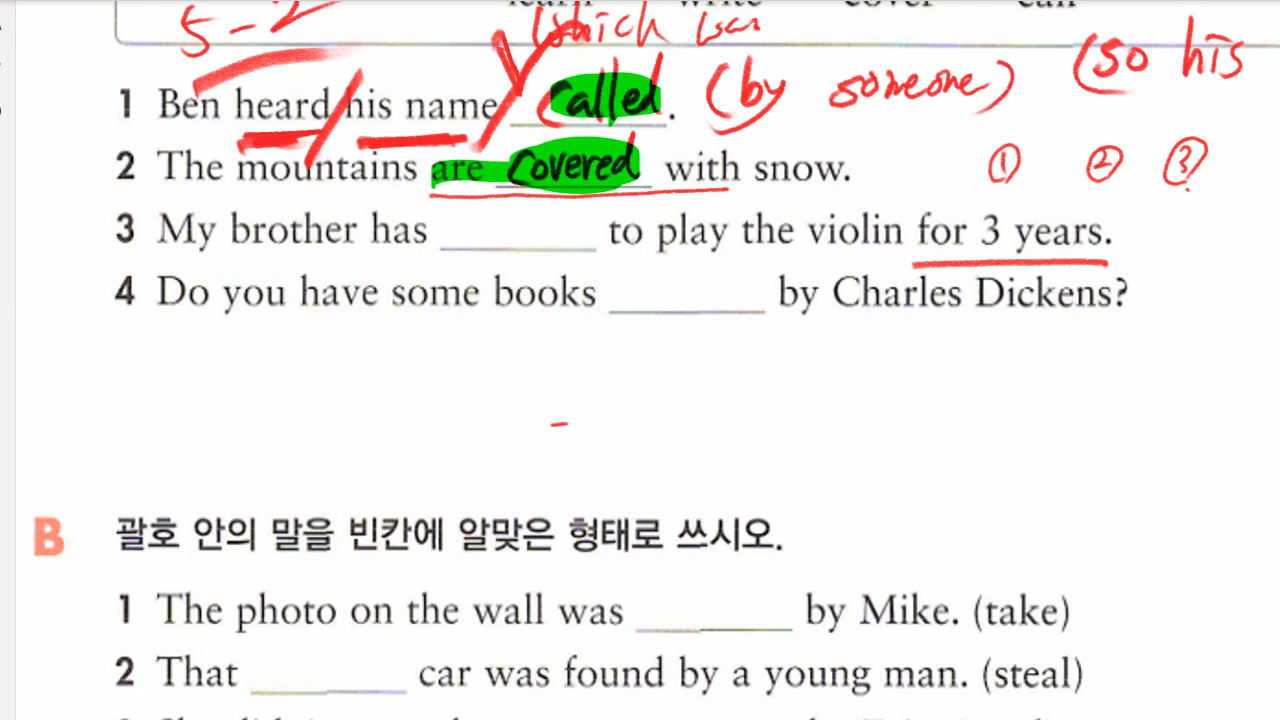 learn write cover call
5-2 which was
(so his
1 Ben heard his name called. (by someone)
2 The mountains are covered with snow. ① ② ③
3 My brother has ________ to play the violin for 3 years.
4 Do you have some books ________ by Charles Dickens?
B 괄호 안의 말을 빈칸에 알맞은 형태로 쓰시오.
1 The photo on the wall was ________ by Mike. (take)
2 That ________ car was found by a young man. (steal)